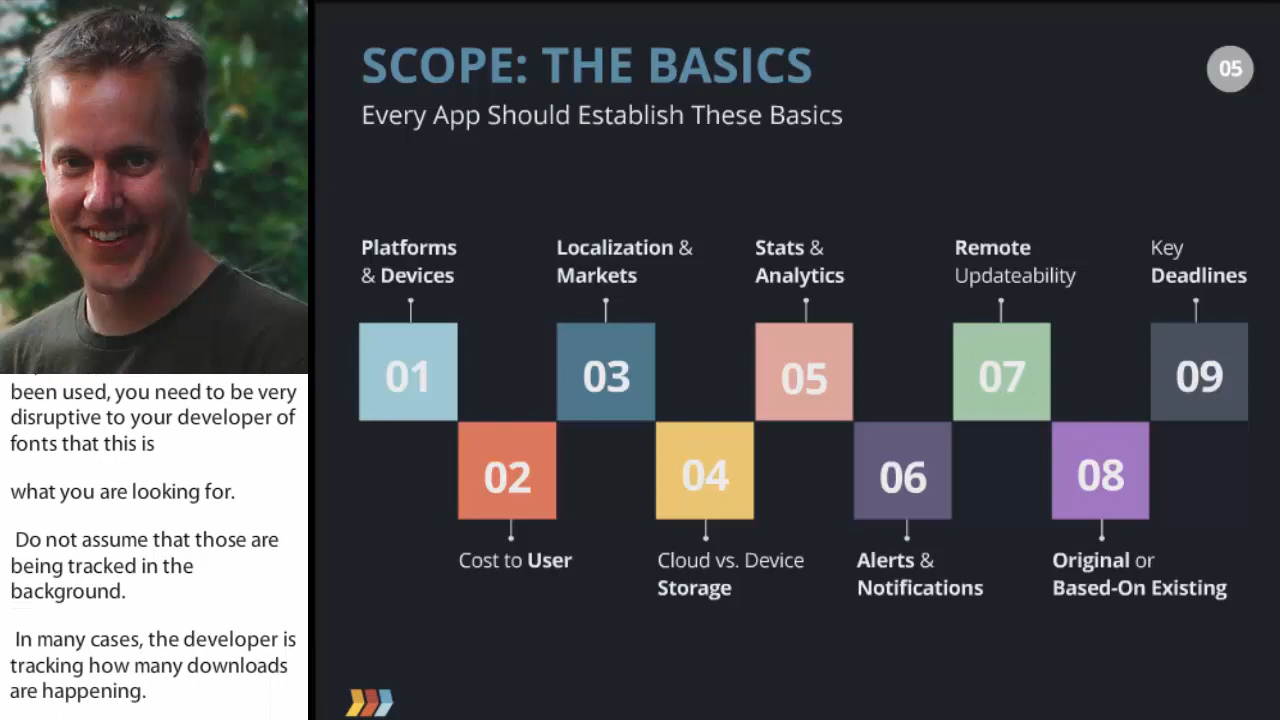 been used, you need to be very
disruptive to your developer of
fonts that this is
what you are looking for.
Do not assume that those are
being tracked in the
background.
In many cases, the developer is
tracking how many downloads
are happening.
SCOPE: THE BASICS
05
Every App Should Establish These Basics
Platforms
& Devices
Localization &
Markets
Stats &
Analytics
Remote
Updateability
Key
Deadlines
01
03
05
07
09
02
04
06
08
Cost to User
Cloud vs. Device
Storage
Alerts &
Notifications
Original or
Based-On Existing